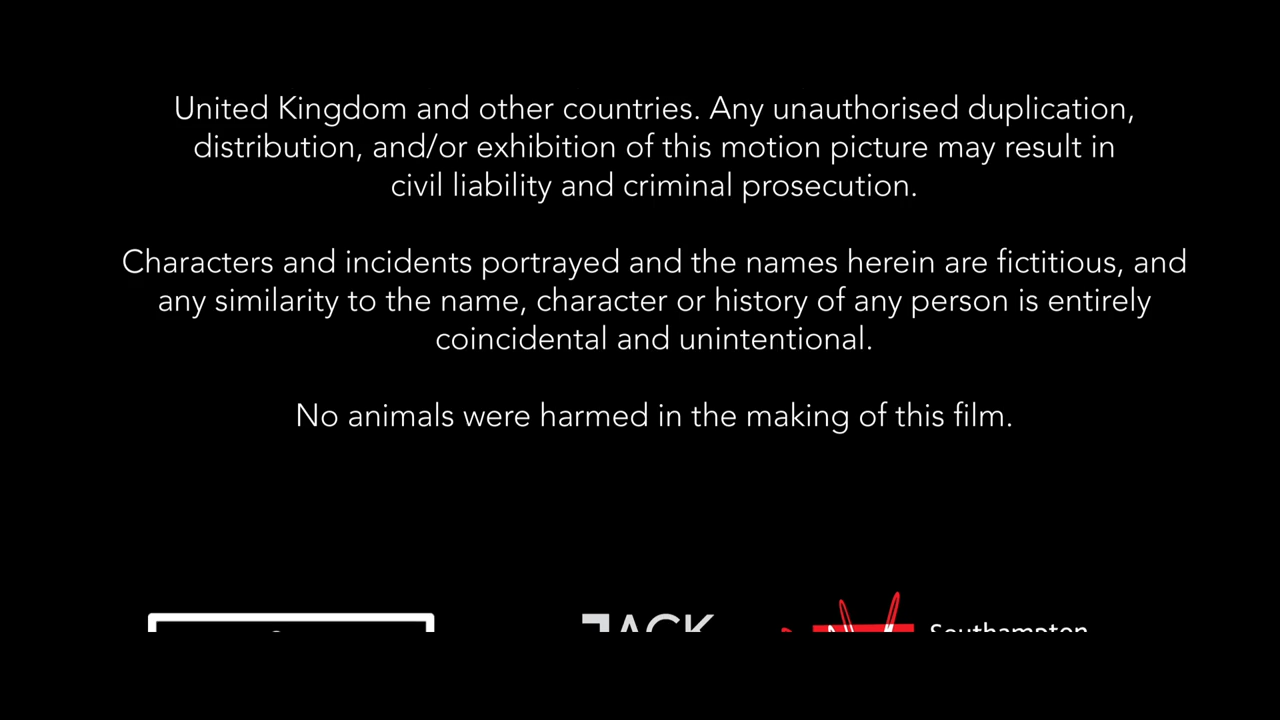 United Kingdom and other countries. Any unauthorised duplication,
distribution, and/or exhibition of this motion picture may result in
civil liability and criminal prosecution.
Characters and incidents portrayed and the names herein are fictitious, and
any similarity to the name, character or history of any person is entirely
coincidental and unintentional.
No animals were harmed in the making of this film.
JACK
Southampton